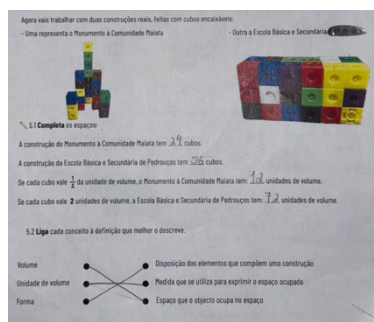 Agora vais trabalhar com duas construções reais, feitas com cubos encaixáveis:
- Uma representa o Monumento à Comunidade Maiata
- Outra a Escola Básica e Secundária
5.1 Completa os espaços:
A construção do Monumento à Comunidade Maiata tem 24 cubos.
A construção da Escola Básica e Secundária de Pedrouços tem 36 cubos.
Se cada cubo vale 1/2 da unidade de volume, o Monumento à Comunidade Maiata tem: 12 unidades de volume.
Se cada cubo vale 2 unidades de volume, a Escola Básica e Secundária de Pedrouços tem: 72 unidades de volume.
5.2 Liga cada conceito à definição que melhor o descreve.
Volume
Disposição dos elementos que compõem uma construção
Unidade de volume
Medida que se utiliza para exprimir o espaço ocupado
Forma
Espaço que o objecto ocupa no espaço